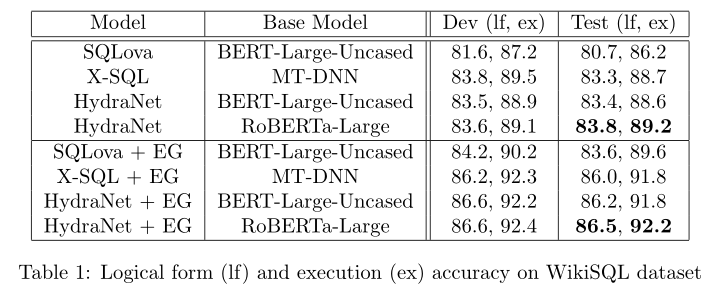 Model Base Model Dev (lf, ex) Test (lf, ex)
SQLova BERT-Large-Uncased 81.6, 87.2 80.7, 86.2
X-SQL MT-DNN 83.8, 89.5 83.3, 88.7
HydraNet BERT-Large-Uncased 83.5, 88.9 83.4, 88.6
HydraNet RoBERTa-Large 83.6, 89.1 83.8, 89.2
SQLova + EG BERT-Large-Uncased 84.2, 90.2 83.6, 89.6
X-SQL + EG MT-DNN 86.2, 92.3 86.0, 91.8
HydraNet + EG BERT-Large-Uncased 86.6, 92.2 86.2, 91.8
HydraNet + EG RoBERTa-Large 86.6, 92.4 86.5, 92.2
Table 1: Logical form (lf) and execution (ex) accuracy on WikiSQL dataset